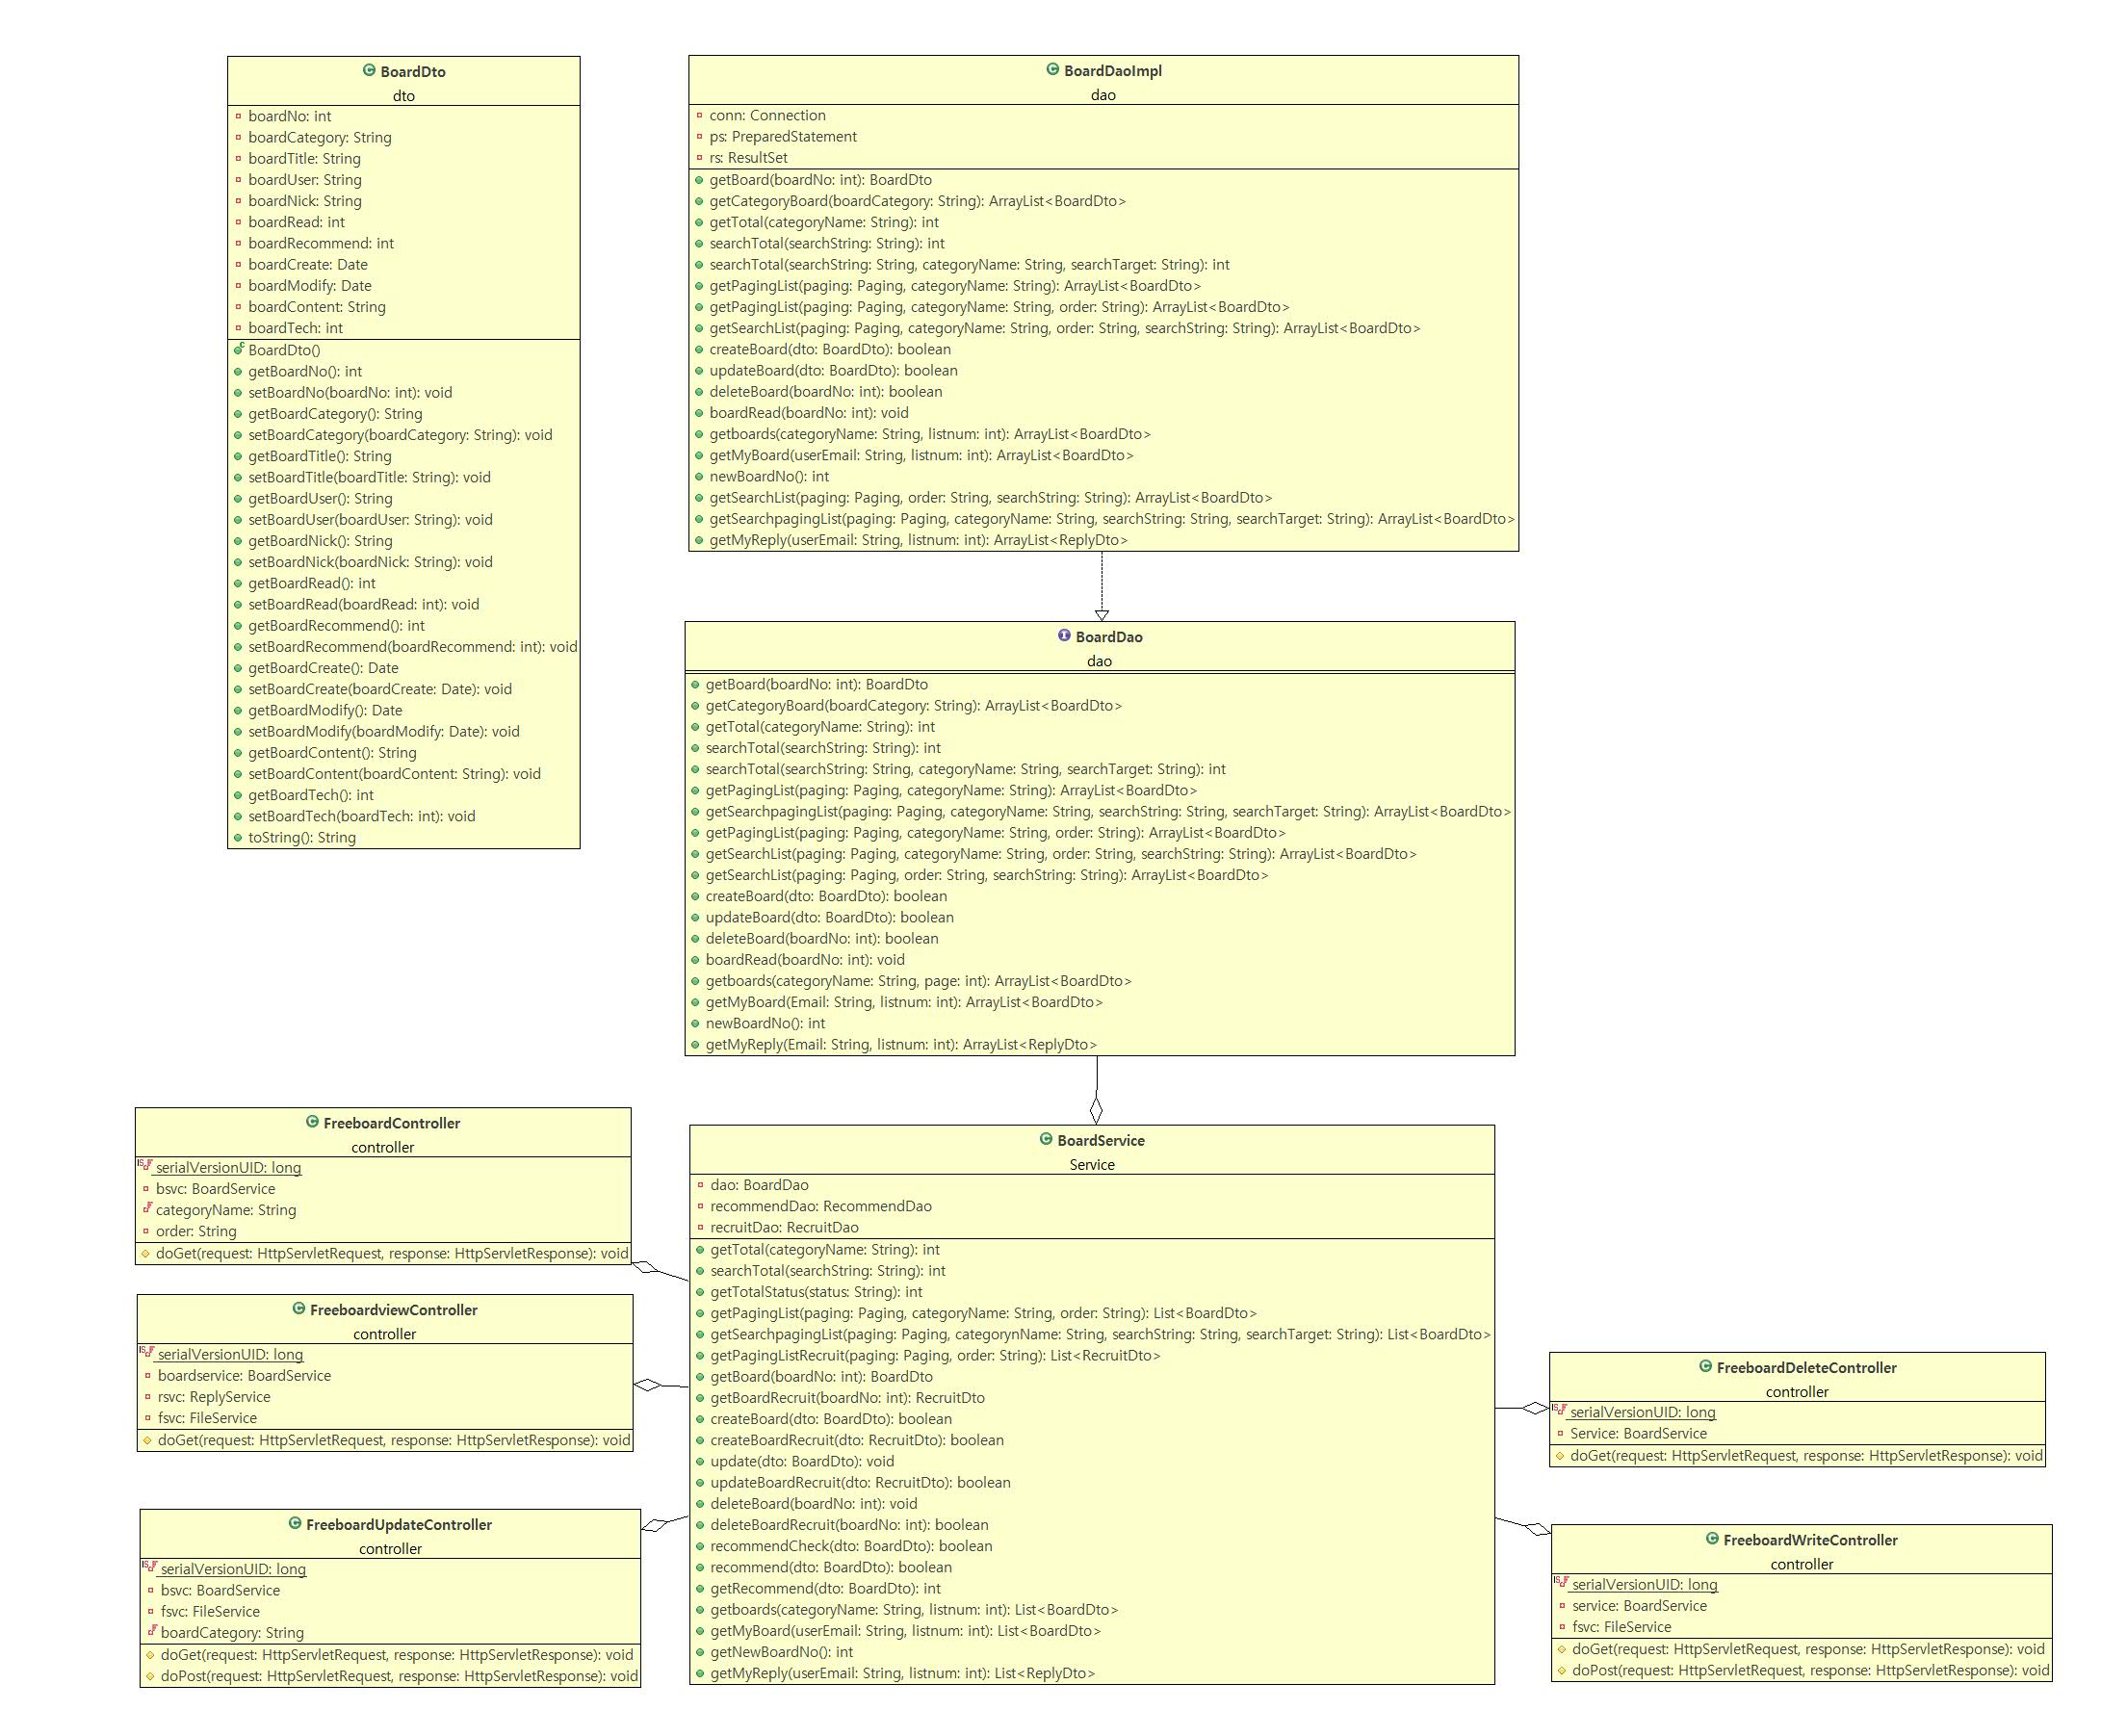 BoardDto
dto
boardNo: int
boardCategory: String
boardTitle: String
boardUser: String
boardNick: String
boardRead: int
boardRecommend: int
boardCreate: Date
boardModify: Date
boardContent: String
boardTech: int
BoardDto()
getBoardNo(): int
setBoardNo(boardNo: int): void
getBoardCategory(): String
setBoardCategory(boardCategory: String): void
getBoardTitle(): String
setBoardTitle(boardTitle: String): void
getBoardUser(): String
setBoardUser(boardUser: String): void
getBoardNick(): String
setBoardNick(boardNick: String): void
getBoardRead(): int
setBoardRead(boardRead: int): void
getBoardRecommend(): int
setBoardRecommend(boardRecommend: int): void
getBoardCreate(): Date
setBoardCreate(boardCreate: Date): void
getBoardModify(): Date
setBoardModify(boardModify: Date): void
getBoardContent(): String
setBoardContent(boardContent: String): void
getBoardTech(): int
setBoardTech(boardTech: int): void
toString(): String
BoardDaoImpl
dao
conn: Connection
ps: PreparedStatement
rs: ResultSet
getBoard(boardNo: int): BoardDto
getCategoryBoard(boardCategory: String): ArrayList<BoardDto>
getTotal(categoryName: String): int
searchTotal(searchString: String): int
searchTotal(searchString: String, categoryName: String, searchTarget: String): int
getPagingList(paging: Paging, categoryName: String): ArrayList<BoardDto>
getPagingList(paging: Paging, categoryName: String, order: String): ArrayList<BoardDto>
getSearchList(paging: Paging, categoryName: String, order: String, searchString: String): ArrayList<BoardDto>
createBoard(dto: BoardDto): boolean
updateBoard(dto: BoardDto): boolean
deleteBoard(boardNo: int): boolean
boardRead(boardNo: int): void
getboards(categoryName: String, listnum: int): ArrayList<BoardDto>
getMyBoard(userEmail: String, listnum: int): ArrayList<BoardDto>
newBoardNo(): int
getSearchList(paging: Paging, order: String, searchString: String): ArrayList<BoardDto>
getSearchpagingList(paging: Paging, categoryName: String, searchString: String, searchTarget: String): ArrayList<BoardDto>
getMyReply(userEmail: String, listnum: int): ArrayList<ReplyDto>
BoardDao
dao
getBoard(boardNo: int): BoardDto
getCategoryBoard(boardCategory: String): ArrayList<BoardDto>
getTotal(categoryName: String): int
searchTotal(searchString: String): int
searchTotal(searchString: String, categoryName: String, searchTarget: String): int
getPagingList(paging: Paging, categoryName: String): ArrayList<BoardDto>
getSearchpagingList(paging: Paging, categoryName: String, searchString: String, searchTarget: String): ArrayList<BoardDto>
getPagingList(paging: Paging, categoryName: String, order: String): ArrayList<BoardDto>
getSearchList(paging: Paging, categoryName: String, order: String, searchString: String): ArrayList<BoardDto>
getSearchList(paging: Paging, order: String, searchString: String): ArrayList<BoardDto>
createBoard(dto: BoardDto): boolean
updateBoard(dto: BoardDto): boolean
deleteBoard(boardNo: int): boolean
boardRead(boardNo: int): void
getboards(categoryName: String, page: int): ArrayList<BoardDto>
getMyBoard(Email: String, listnum: int): ArrayList<BoardDto>
newBoardNo(): int
getMyReply(Email: String, listnum: int): ArrayList<ReplyDto>
FreeboardController
controller
serialVersionUID: long
bsvc: BoardService
categoryName: String
order: String
doGet(request: HttpServletRequest, response: HttpServletResponse): void
FreeboardviewController
controller
serialVersionUID: long
boardservice: BoardService
rsvc: ReplyService
fsvc: FileService
doGet(request: HttpServletRequest, response: HttpServletResponse): void
FreeboardUpdateController
controller
serialVersionUID: long
bsvc: BoardService
fsvc: FileService
boardCategory: String
doGet(request: HttpServletRequest, response: HttpServletResponse): void
doPost(request: HttpServletRequest, response: HttpServletResponse): void
BoardService
Service
dao: BoardDao
recommendDao: RecommendDao
recruitDao: RecruitDao
getTotal(categoryName: String): int
searchTotal(searchString: String): int
getTotalStatus(status: String): int
getPagingList(paging: Paging, categoryName: String, order: String): List<BoardDto>
getSearchpagingList(paging: Paging, categorynName: String, searchString: String, searchTarget: String): List<BoardDto>
getPagingListRecruit(paging: Paging, order: String): List<RecruitDto>
getBoard(boardNo: int): BoardDto
getBoardRecruit(boardNo: int): RecruitDto
createBoard(dto: BoardDto): boolean
createBoardRecruit(dto: RecruitDto): boolean
update(dto: BoardDto): void
updateBoardRecruit(dto: RecruitDto): boolean
deleteBoard(boardNo: int): void
deleteBoardRecruit(boardNo: int): boolean
recommendCheck(dto: BoardDto): boolean
recommend(dto: BoardDto): boolean
getRecommend(dto: BoardDto): int
getboards(categoryName: String, listnum: int): List<BoardDto>
getMyBoard(userEmail: String, listnum: int): List<BoardDto>
getNewBoardNo(): int
getMyReply(userEmail: String, listnum: int): List<ReplyDto>
FreeboardDeleteController
controller
serialVersionUID: long
Service: BoardService
doGet(request: HttpServletRequest, response: HttpServletResponse): void
FreeboardWriteController
controller
serialVersionUID: long
service: BoardService
fsvc: FileService
doGet(request: HttpServletRequest, response: HttpServletResponse): void
doPost(request: HttpServletRequest, response: HttpServletResponse): void